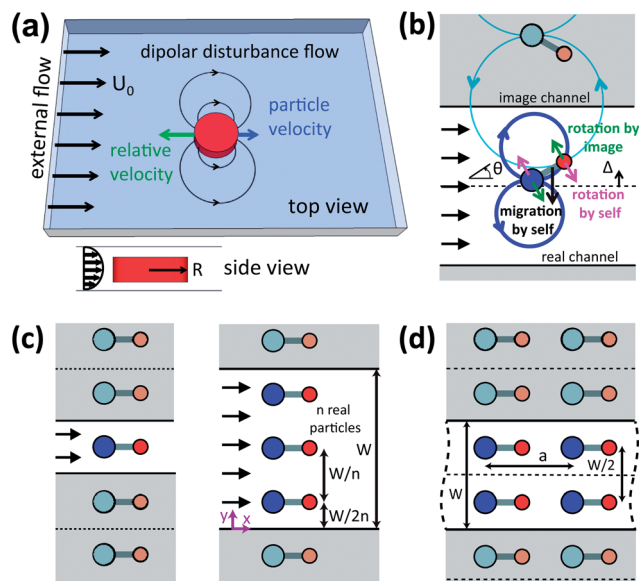 (a)
dipolar disturbance flow
external flow
U0
particle
velocity
relative
velocity
top view
R
side view
(b)
image channel
rotation by
image
θ
Δ
rotation
by self
migration
by self
real channel
(c)
n real
particles
W
W/n
W/2n
y
x
(d)
a
W
W/2